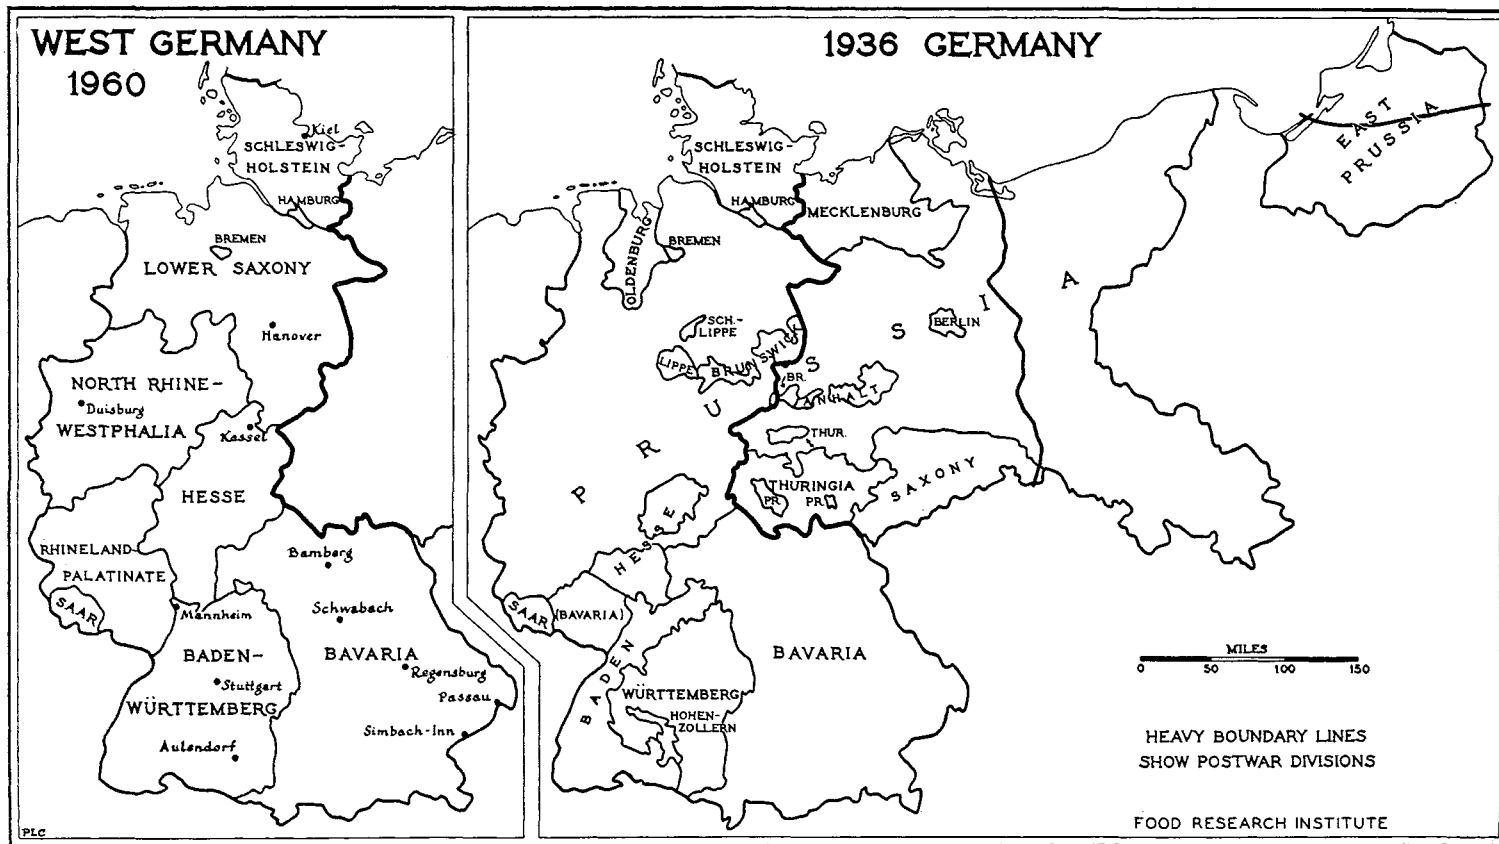 WEST GERMANY
1960
Kiel
SCHLESWIG-
HOLSTEIN
HAMBURG
BREMEN
LOWER SAXONY
Hanover
NORTH RHINE-
Duisburg
WESTPHALIA
Kassel
HESSE
RHINELAND-
PALATINATE
SAAR
Bamberg
Mannheim
Schwabach
BADEN-
BAVARIA
Regensburg
Stuttgart
Passau
WÜRTTEMBERG
Simbach-Inn
Aulendorf
PLC
1936 GERMANY
EAST
PRUSSIA
SCHLESWIG-
HOLSTEIN
HAMBURG
MECKLENBURG
OLDENBURG
BREMEN
SCH.-
LIPPE
BERLIN
LIPPE
BRUNSWICK
BR.
ANHALT
PRUSSIA
THUR.
THURINGIA
PR.
PR.
SAXONY
HESSE
SAAR
(BAVARIA)
BADEN
BAVARIA
WÜRTTEMBERG
HOHEN-
ZOLLERN
MILES
0 50 100 150
HEAVY BOUNDARY LINES
SHOW POSTWAR DIVISIONS
FOOD RESEARCH INSTITUTE